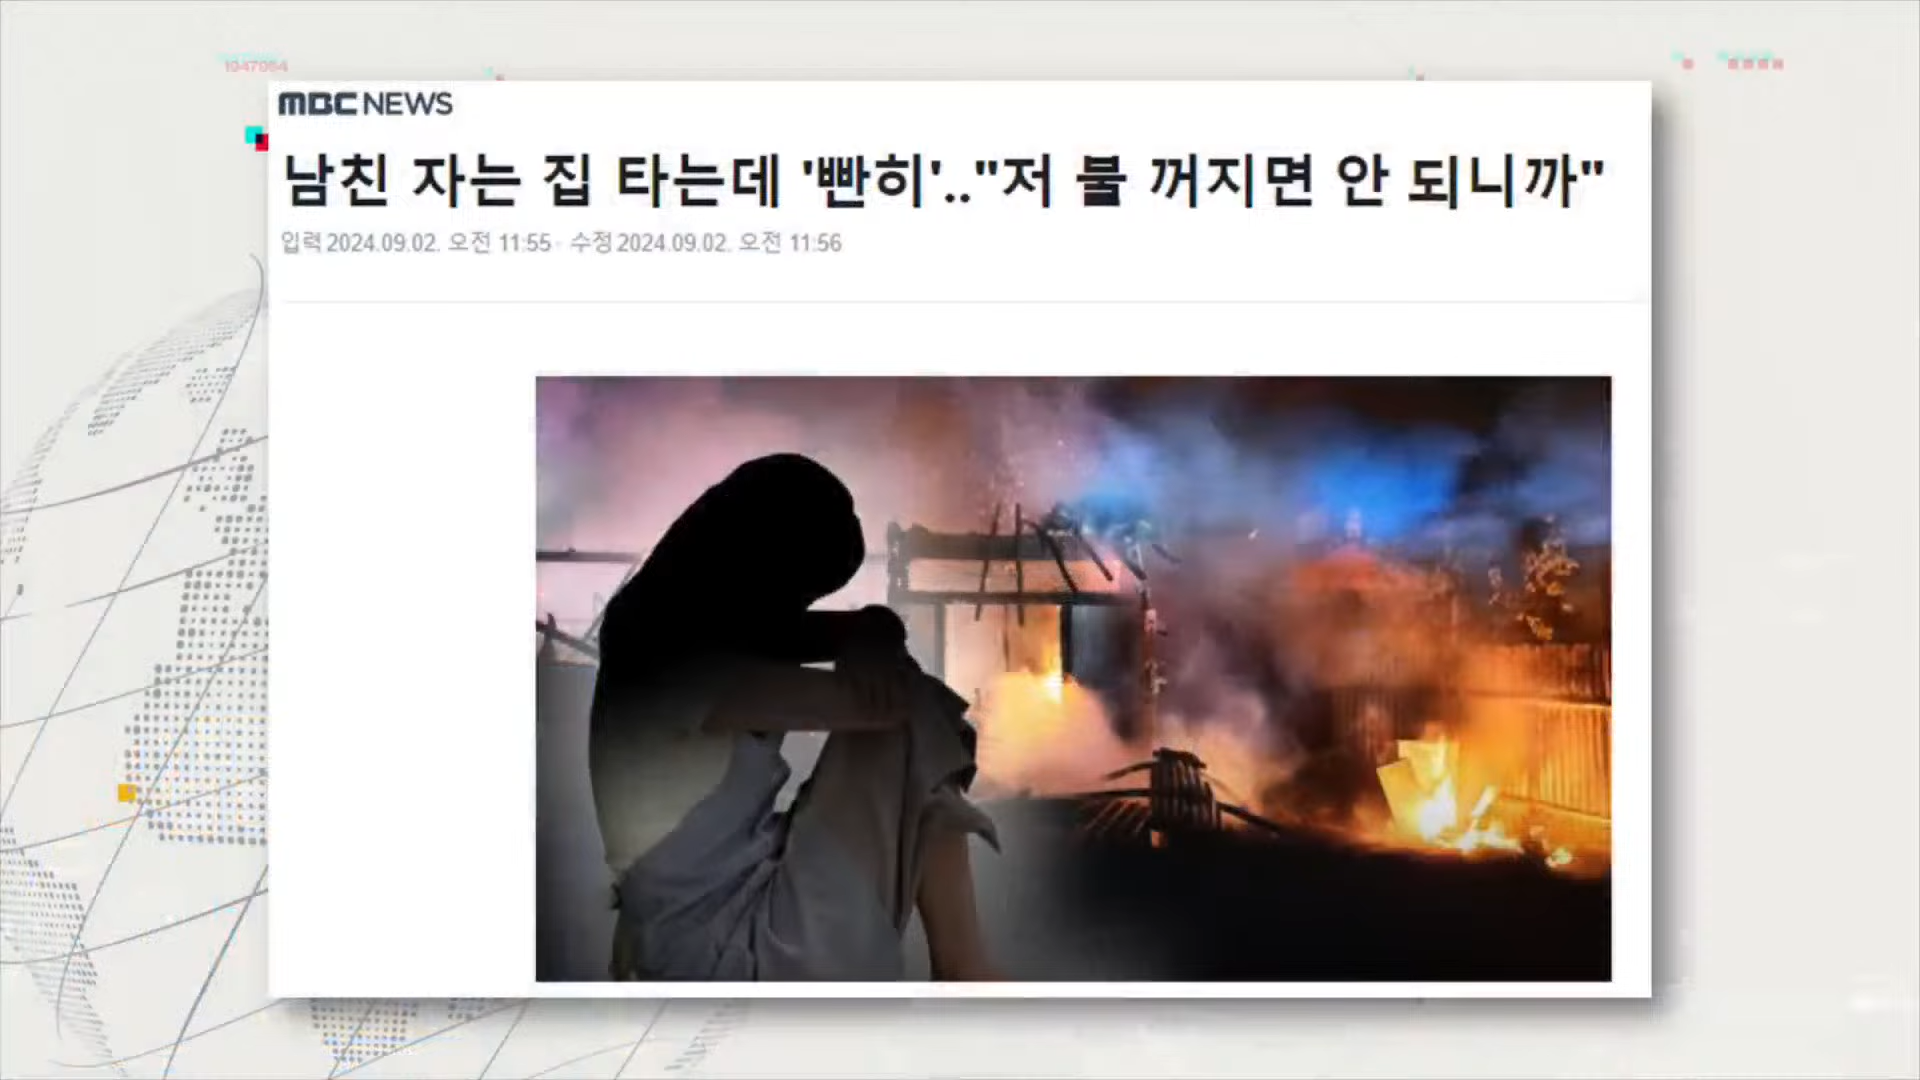 1047064
MBC NEWS
남친 자는 집 타는데 '빤히'.."저 불 꺼지면 안 되니까"
입력 2024.09.02. 오전 11:55 · 수정 2024.09.02. 오전 11:56